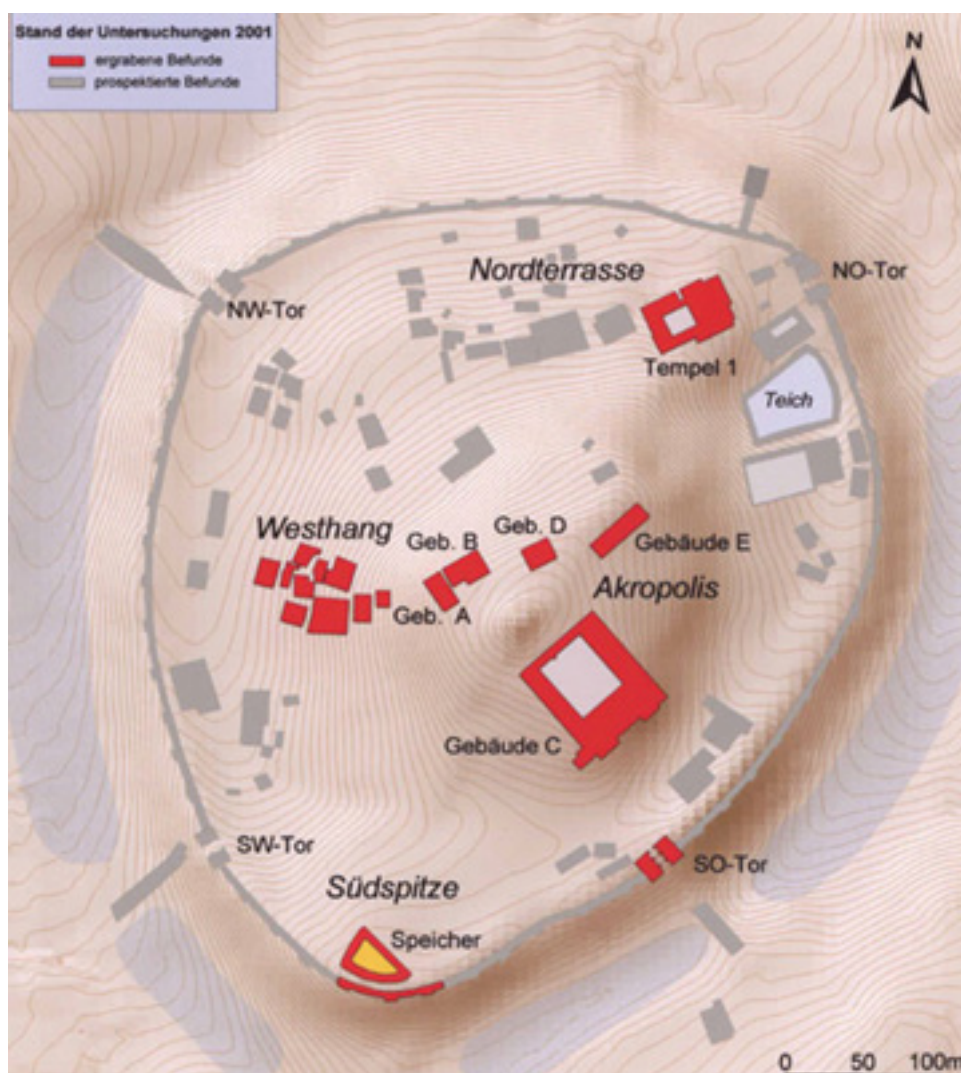 Stand der Untersuchungen 2001
ergrabene Befunde
prospektierte Befunde
N
Nordterrasse
NO-Tor
NW-Tor
Tempel 1
Teich
Westhang
Geb. B
Geb. D
Gebäude E
Geb. A
Akropolis
Gebäude C
SW-Tor
SO-Tor
Südspitze
Speicher
0 50 100m